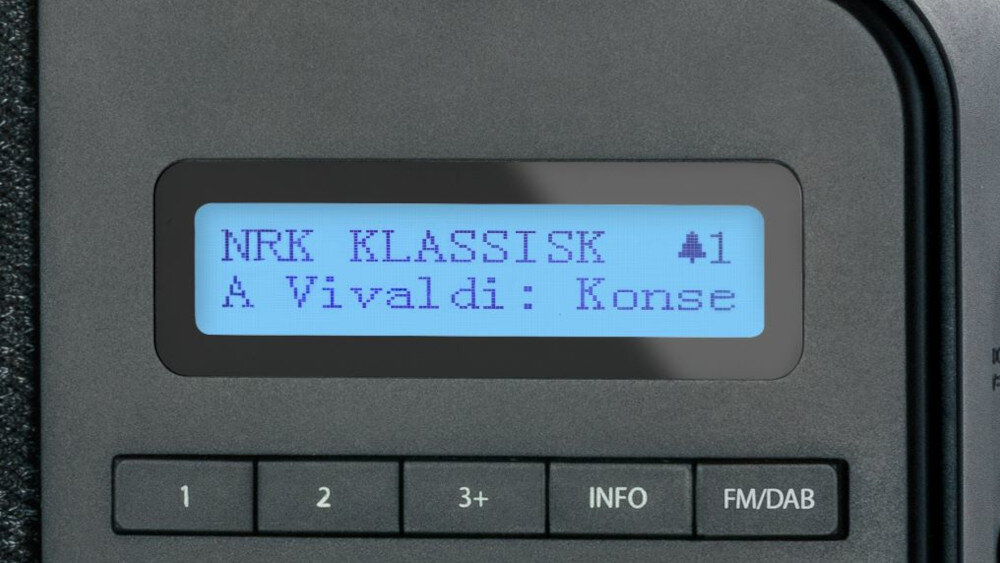 NRK KLASSISK 1
A Vivaldi: Konse
1 2 3+ INFO FM/DAB